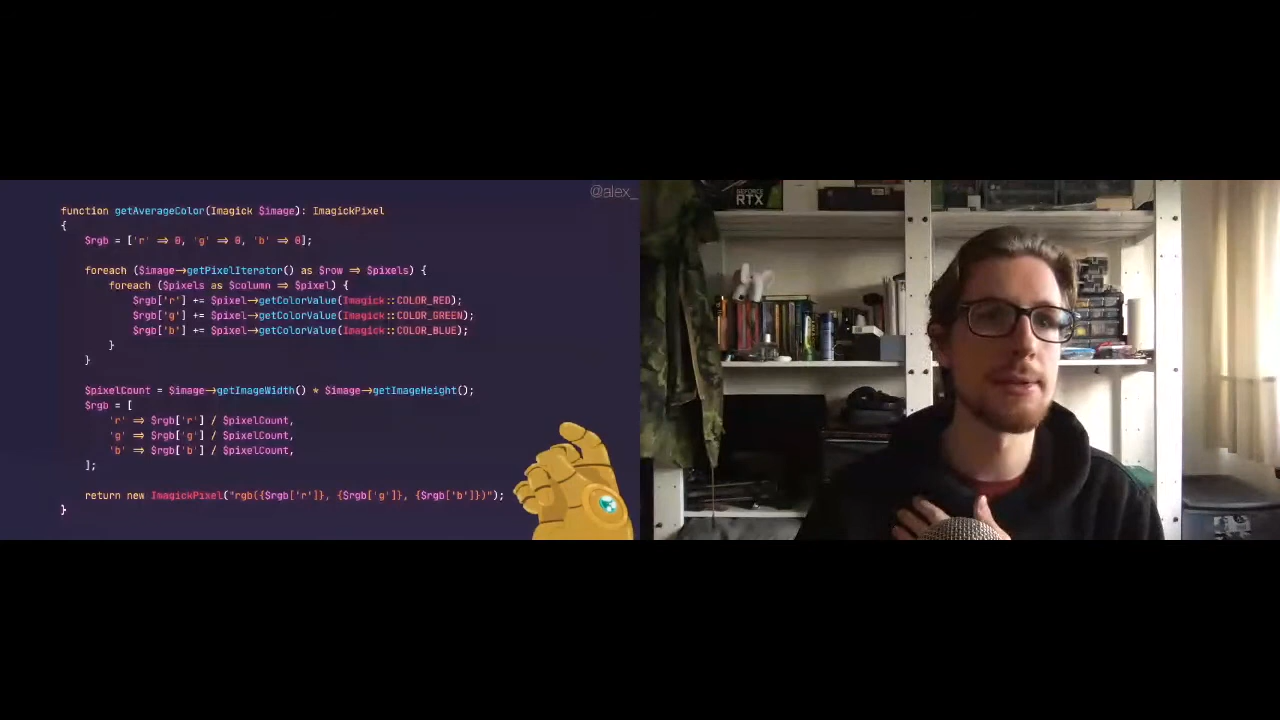 @alex_
function getAverageColor(Imagick $image): ImagickPixel
{
$rgb = ['r' => 0, 'g' => 0, 'b' => 0];
foreach ($image->getPixelIterator() as $row => $pixels) {
foreach ($pixels as $column => $pixel) {
$rgb['r'] += $pixel->getColorValue(Imagick::COLOR_RED);
$rgb['g'] += $pixel->getColorValue(Imagick::COLOR_GREEN);
$rgb['b'] += $pixel->getColorValue(Imagick::COLOR_BLUE);
}
}
$pixelCount = $image->getImageWidth() * $image->getImageHeight();
$rgb = [
'r' => $rgb['r'] / $pixelCount,
'g' => $rgb['g'] / $pixelCount,
'b' => $rgb['b'] / $pixelCount,
];
return new ImagickPixel("rgb({$rgb['r']}, {$rgb['g']}, {$rgb['b']})");
}
GEFORCE
RTX